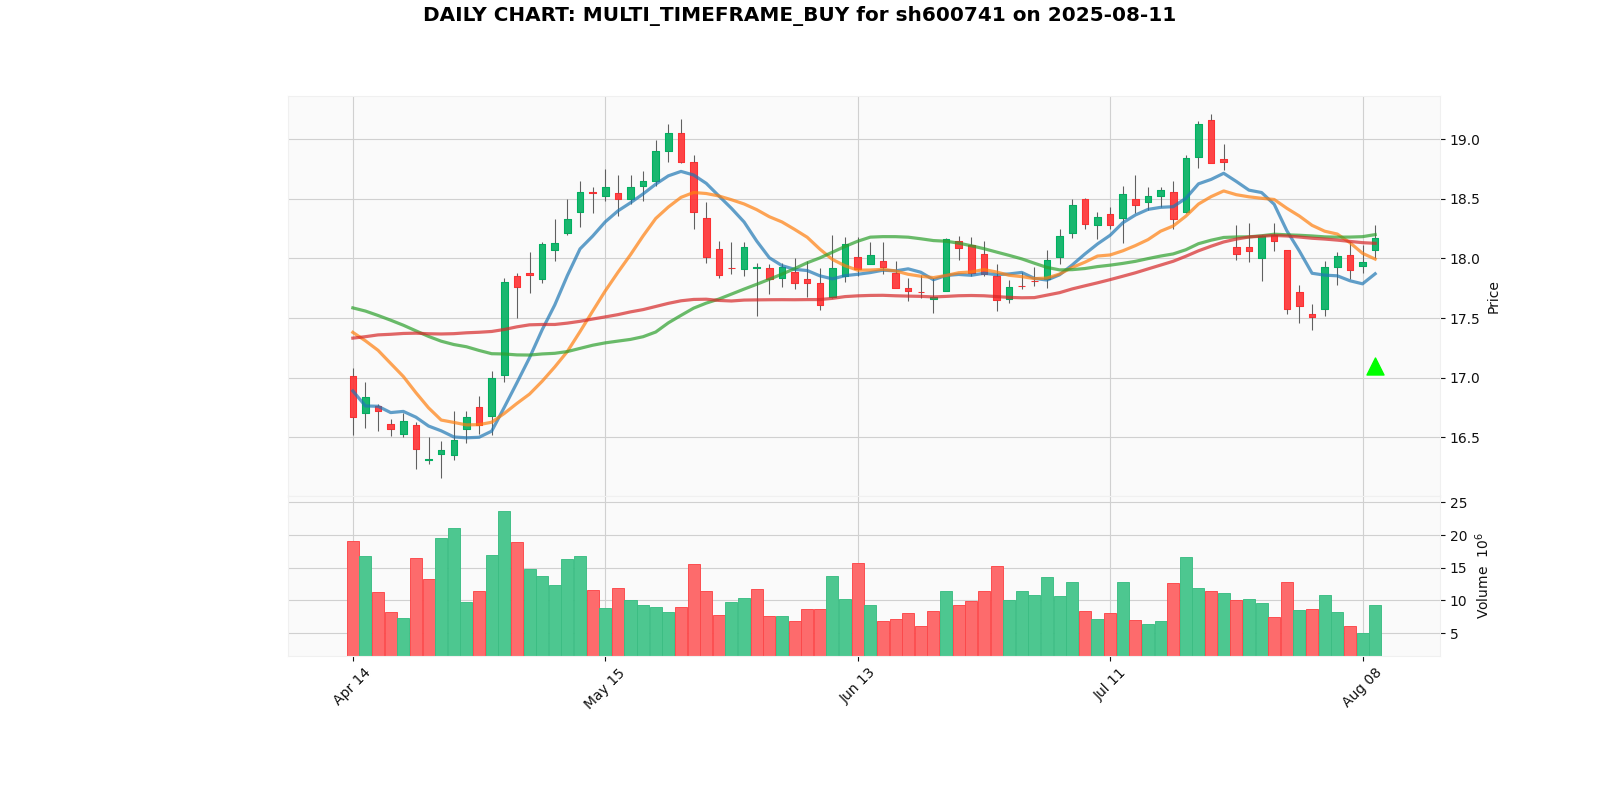 DAILY CHART: MULTI_TIMEFRAME_BUY for sh600741 on 2025-08-11
19.0
18.5
18.0
17.5
17.0
16.5
Price
25
20
15
10
5
Volume 10^6
Apr 14
May 15
Jun 13
Jul 11
Aug 08